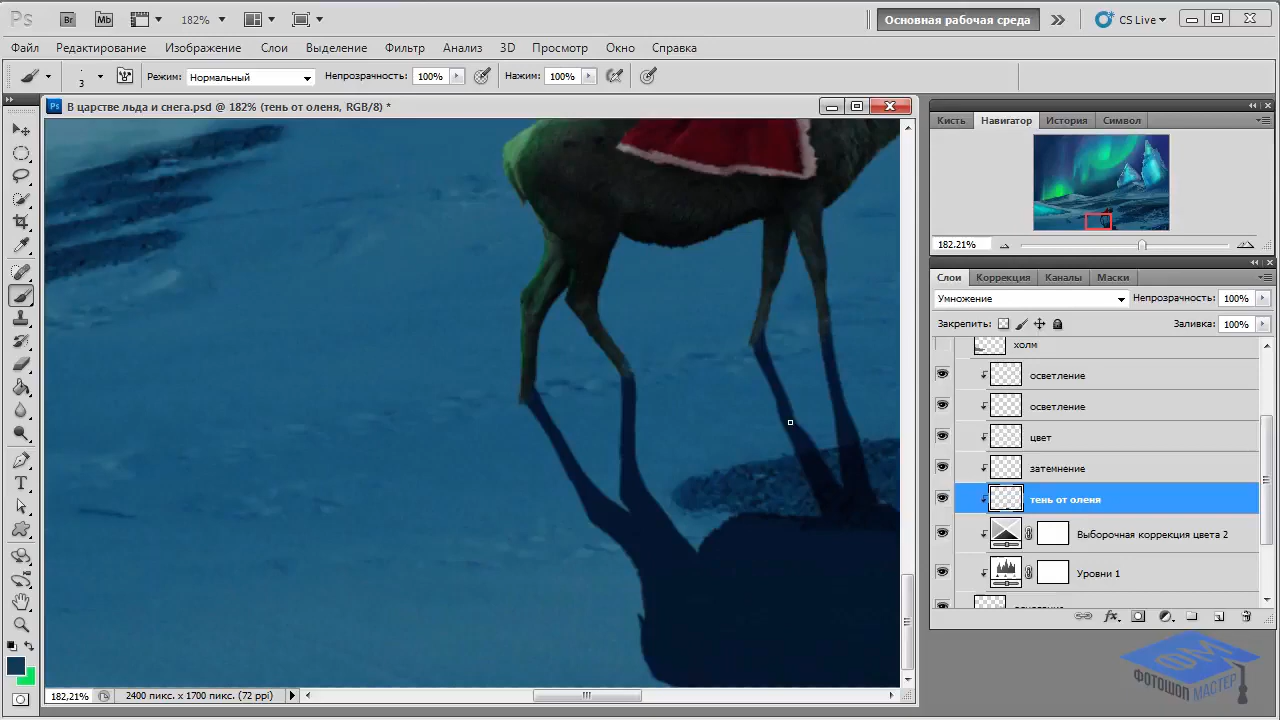 Ps Br Mb 182% Основная рабочая среда CS Live
Файл Редактирование Изображение Слои Выделение Фильтр Анализ 3D Просмотр Окно Справка
3 Режим: Нормальный Непрозрачность: 100% Нажим: 100%
Ps В царстве льда и снега.psd @ 182% (тень от оленя, RGB/8) *
Кисть Навигатор История Символ
182.21%
Слои Коррекция Каналы Маски
Умножение Непрозрачность: 100%
Закрепить: Заливка: 100%
холм
осветление
осветление
цвет
затемнение
тень от оленя
Выборочная коррекция цвета 2
Уровни 1
fx
182,21% 2400 пикс. x 1700 пикс. (72 ppi)
ФМ
ФОТОШОП
МАСТЕР